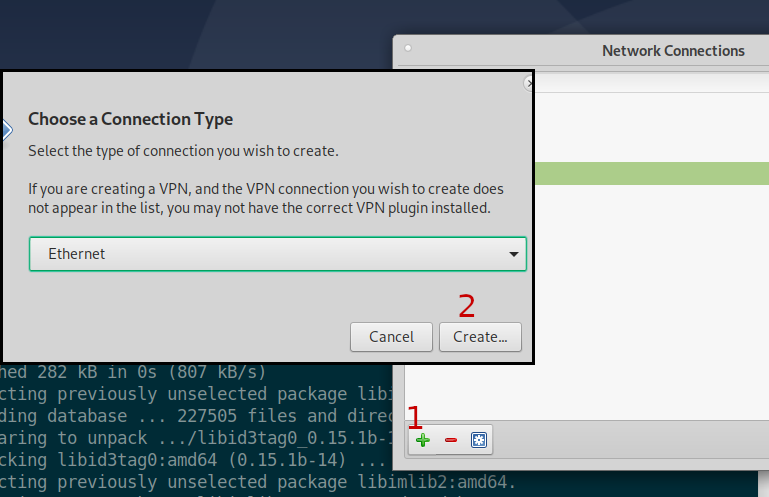 Network Connections
Choose a Connection Type
Select the type of connection you wish to create.
If you are creating a VPN, and the VPN connection you wish to create does
not appear in the list, you may not have the correct VPN plugin installed.
Ethernet
2
Cancel
Create...
hed 282 kB in 0s (807 kB/s)
cting previously unselected package libi
ding database ... 227505 files and direc
1
aring to unpack .../libid3tag0_0.15.1b-1
cking libid3tag0:amd64 (0.15.1b-14) ...
cting previously unselected package libimlib2:amd64.